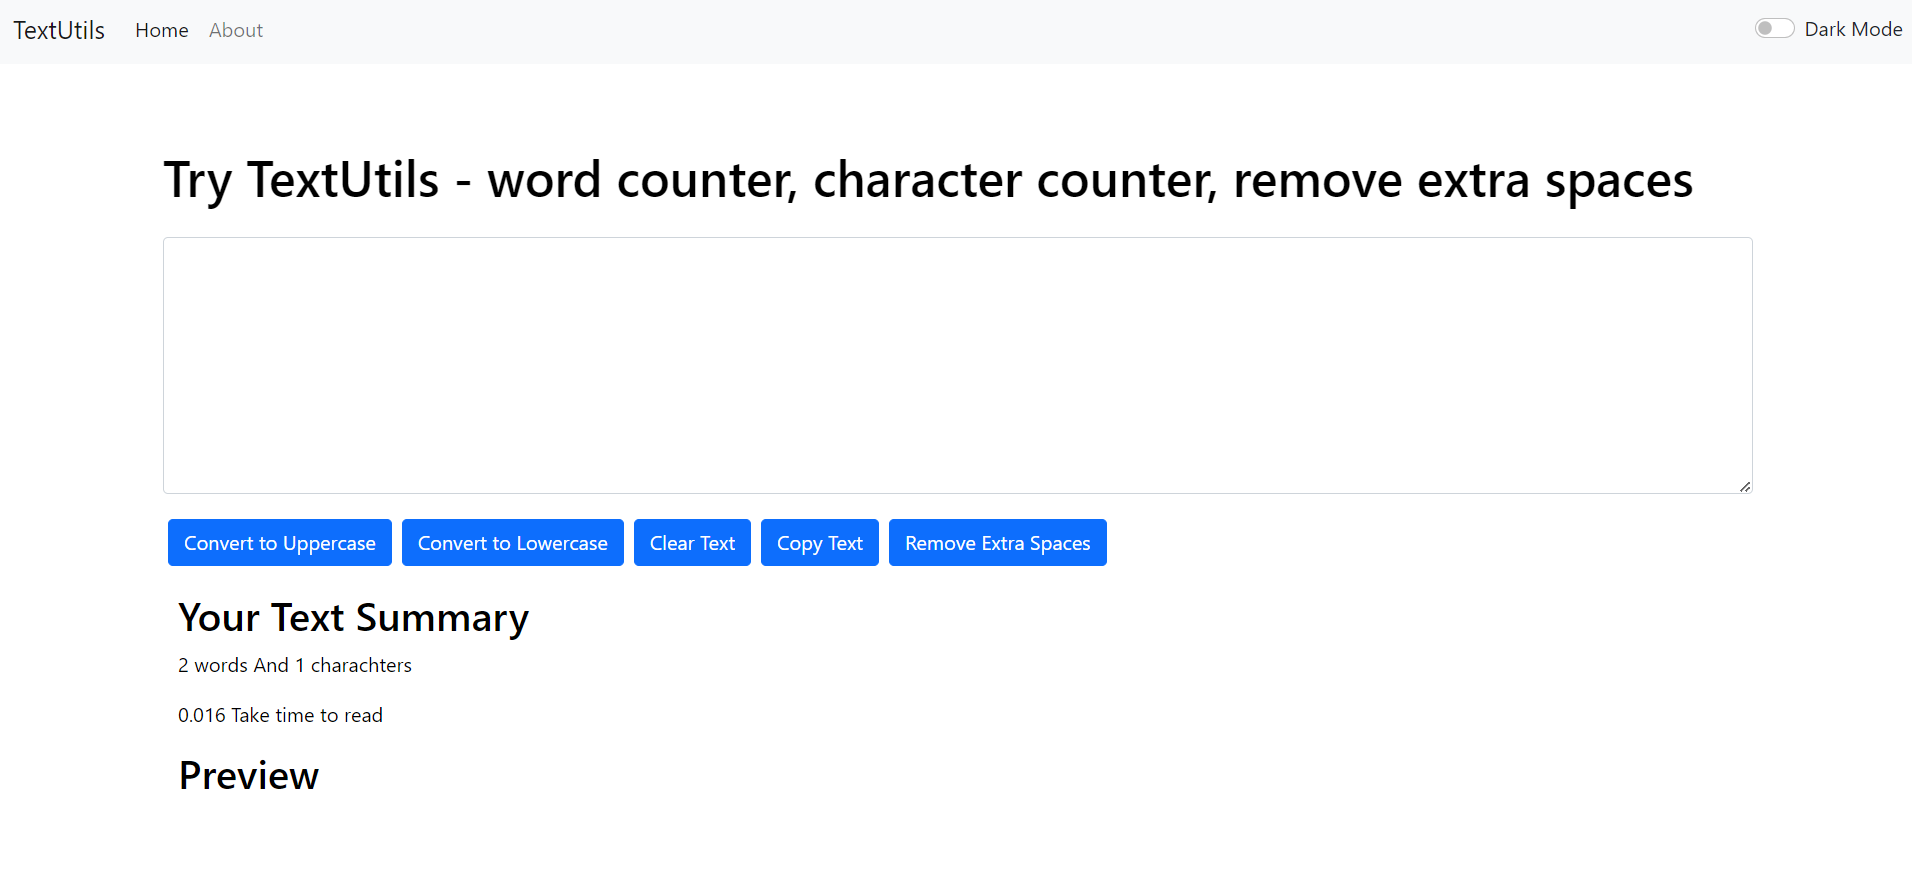 TextUtils Home About Dark Mode
Try TextUtils - word counter, character counter, remove extra spaces
Convert to Uppercase Convert to Lowercase Clear Text Copy Text Remove Extra Spaces
Your Text Summary
2 words And 1 charachters
0.016 Take time to read
Preview